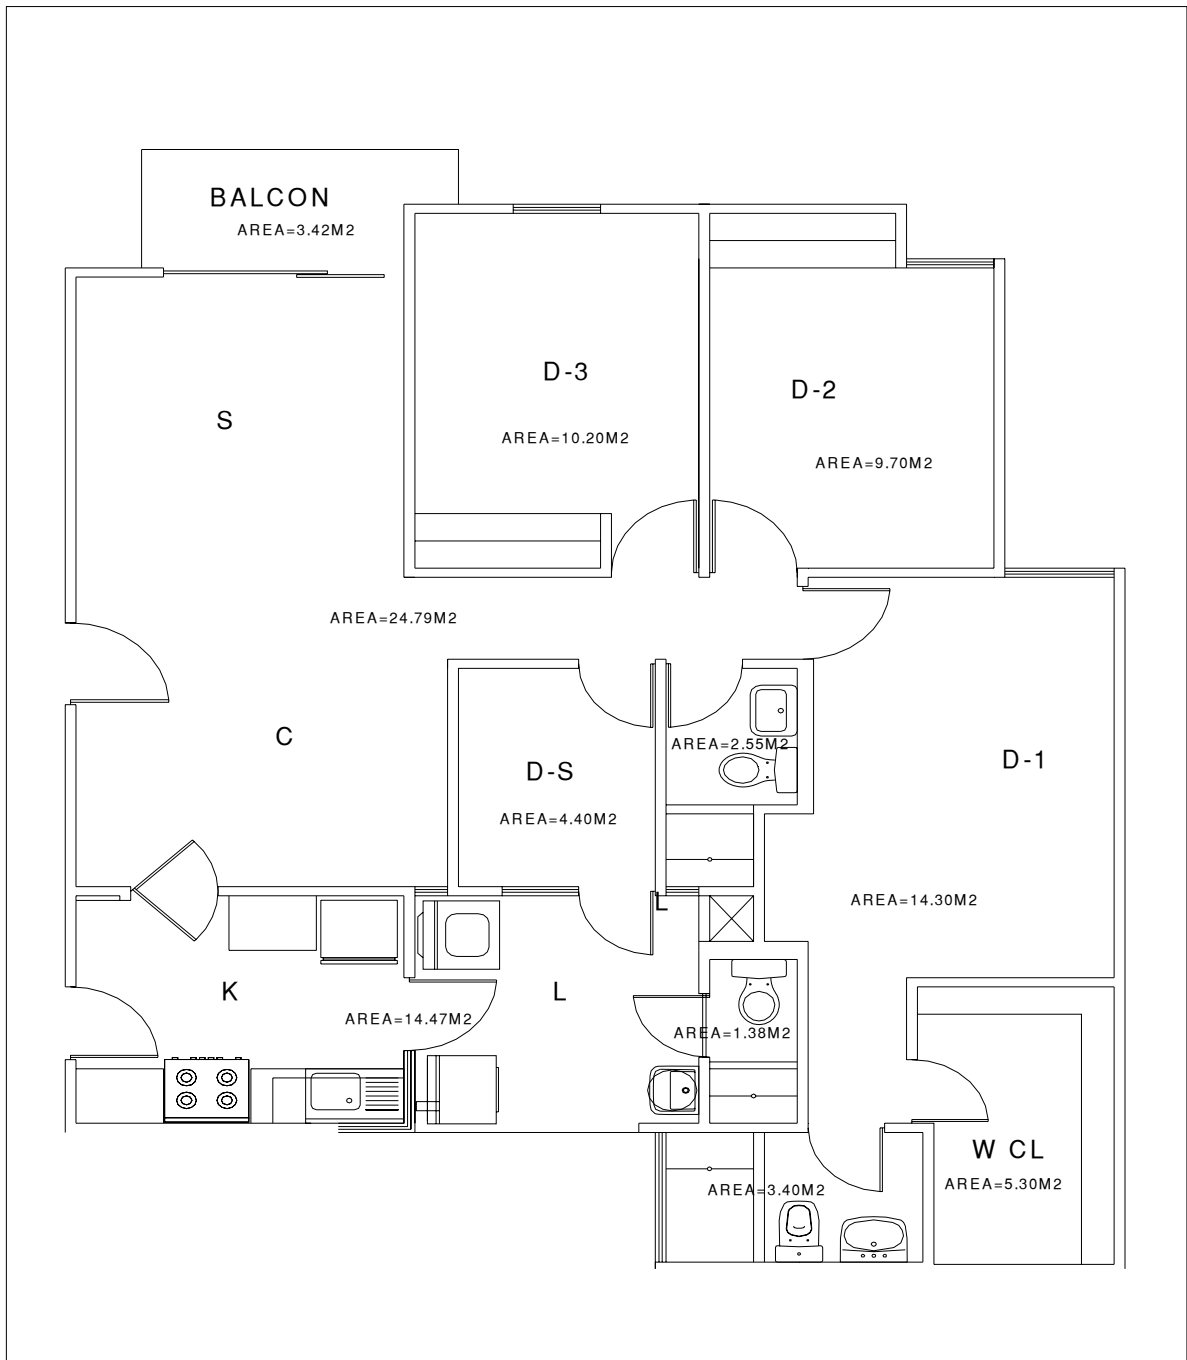 BALCON
AREA=3.42M2
D-3
D-2
S
AREA=10.20M2
AREA=9.70M2
AREA=24.79M2
C
AREA=2.55M2
D-1
D-S
AREA=4.40M2
L
AREA=14.30M2
K
L
AREA=14.47M2
AREA=1.38M2
W CL
AREA=3.40M2
AREA=5.30M2